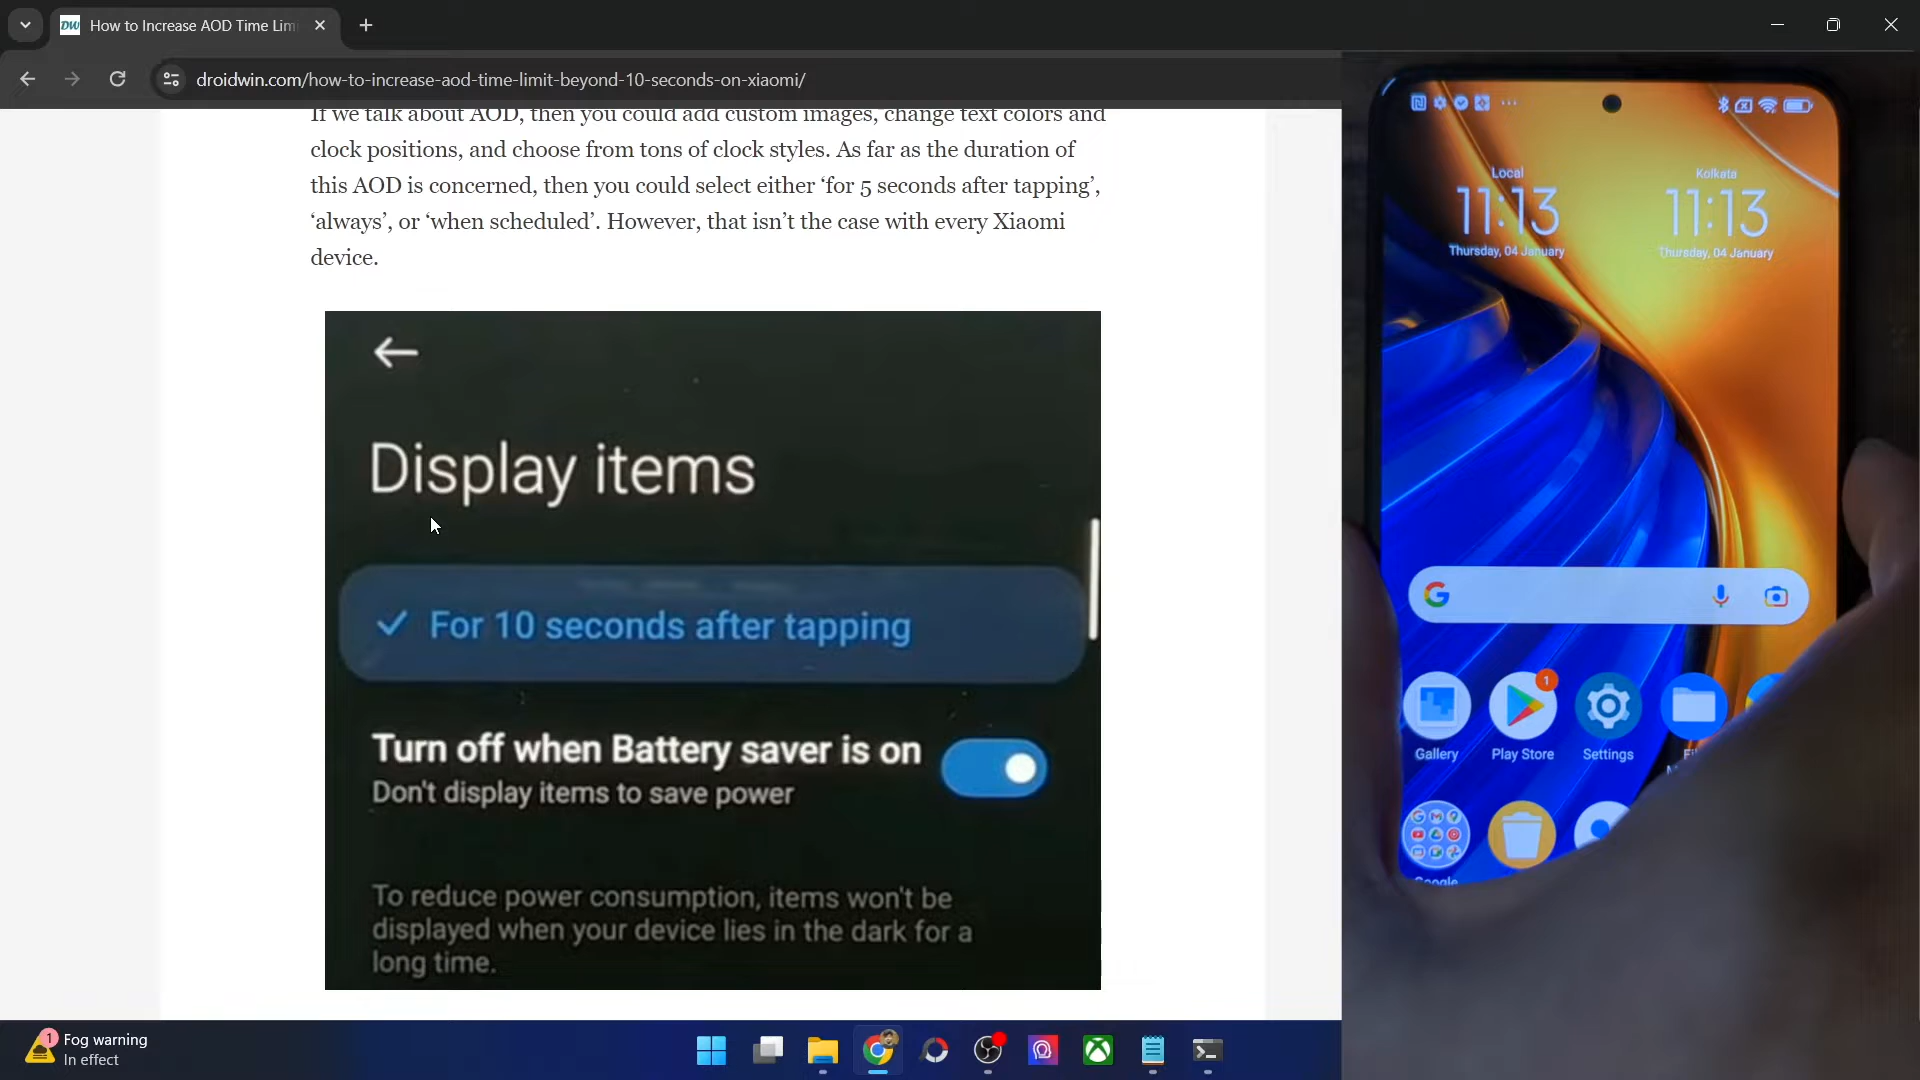 DW How to Increase AOD Time Lim
droidwin.com/how-to-increase-aod-time-limit-beyond-10-seconds-on-xiaomi/
If we talk about AOD, then you could add custom images, change text colors and
clock positions, and choose from tons of clock styles. As far as the duration of
this AOD is concerned, then you could select either ‘for 5 seconds after tapping’,
‘always’, or ‘when scheduled’. However, that isn’t the case with every Xiaomi
device.
Display items
For 10 seconds after tapping
Turn off when Battery saver is on
Don't display items to save power
To reduce power consumption, items won't be
displayed when your device lies in the dark for a
long time.
1
Fog warning
In effect
Local
11:13
Thursday, 04 January
Kolkata
11:13
Thursday, 04 January
G
1
Gallery
Play Store
Settings
Google